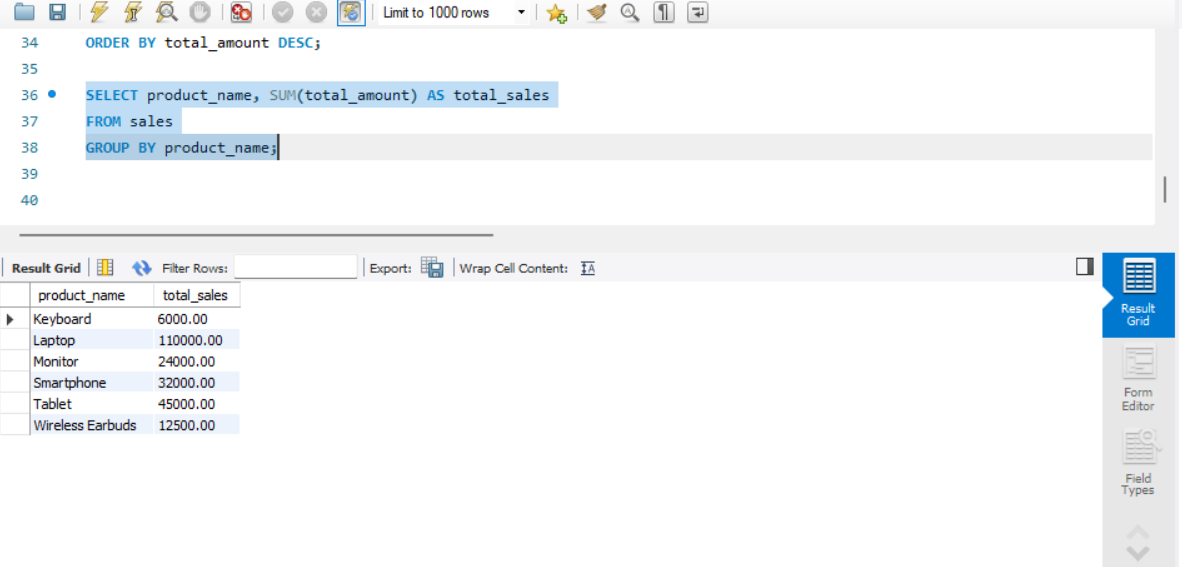 Limit to 1000 rows
34 ORDER BY total_amount DESC;
35
36 SELECT product_name, SUM(total_amount) AS total_sales
37 FROM sales
38 GROUP BY product_name;
39
40
Result Grid Filter Rows: Export: Wrap Cell Content: IA
product_name total_sales
Keyboard 6000.00
Laptop 110000.00
Monitor 24000.00
Smartphone 32000.00
Tablet 45000.00
Wireless Earbuds 12500.00
Result
Grid
Form
Editor
Field
Types